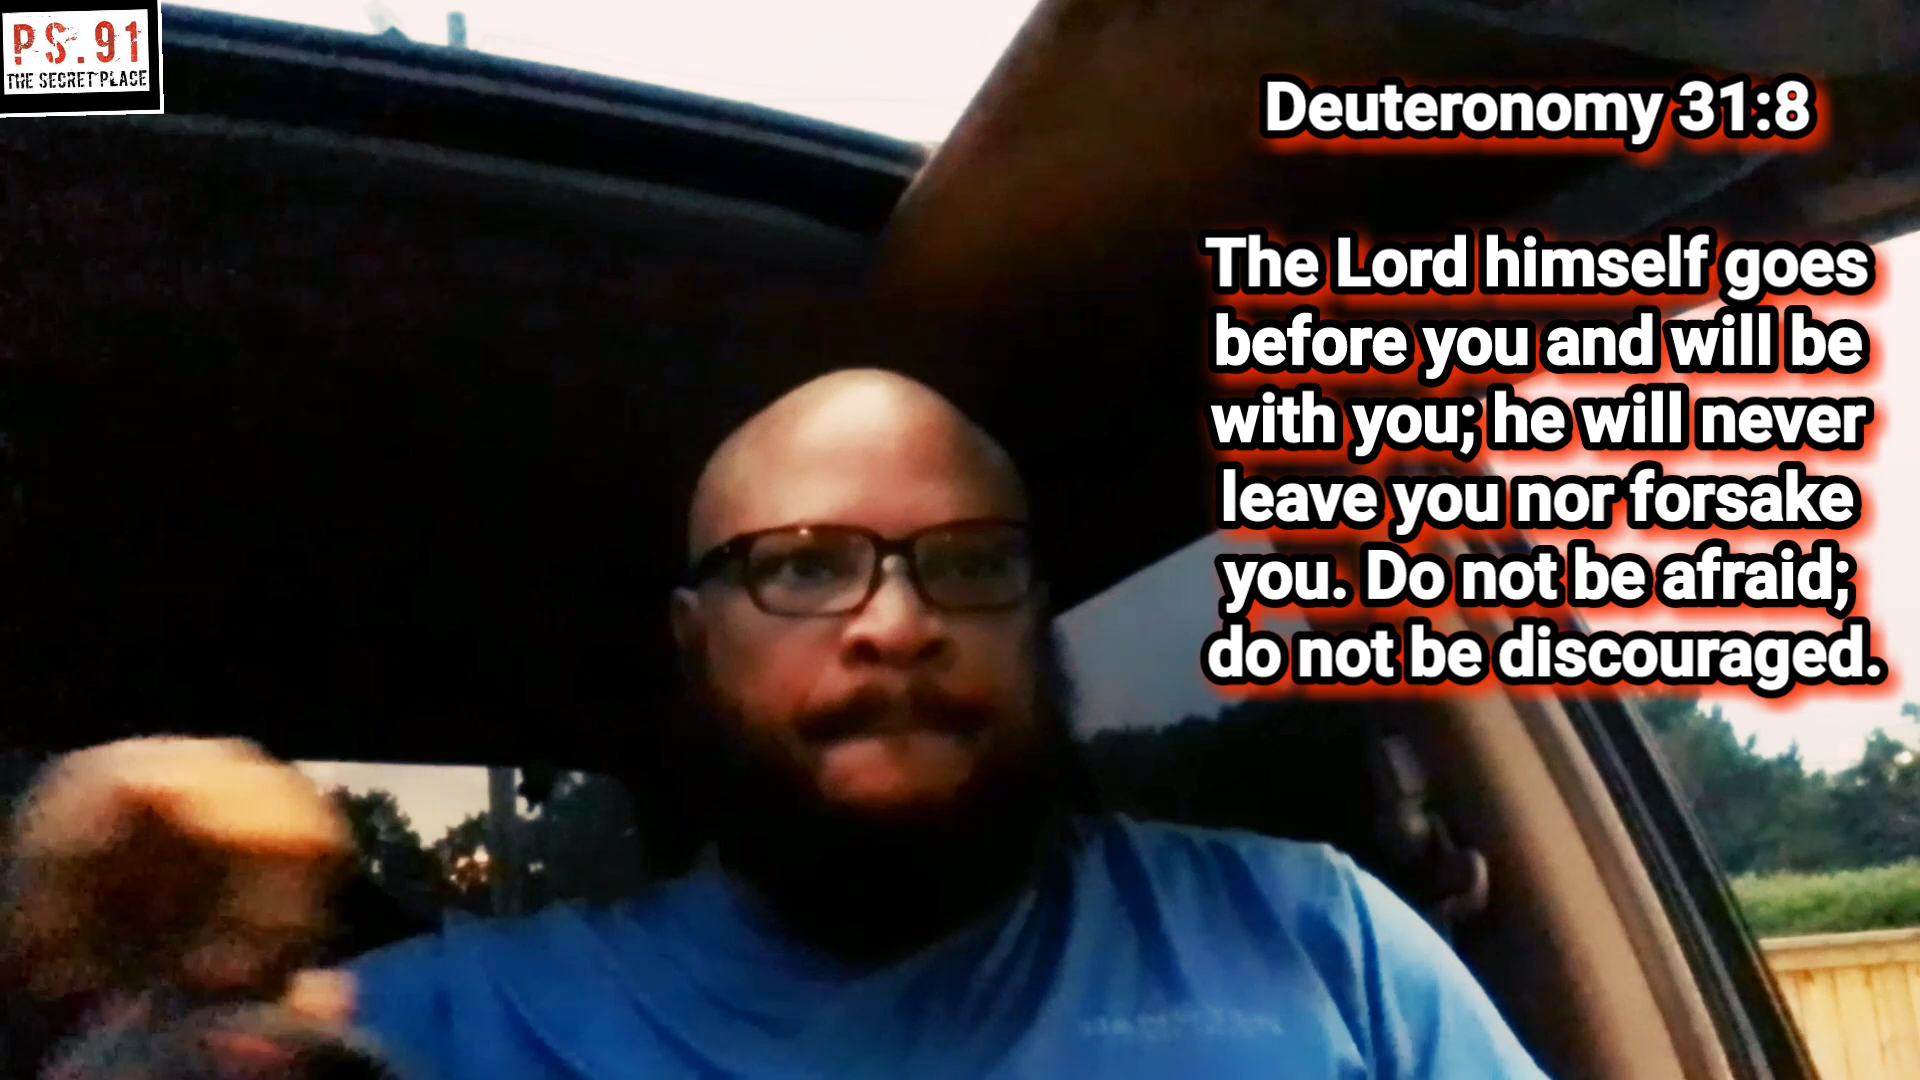 PS.91
THE SECRET PLACE
Deuteronomy 31:8
The Lord himself goes
before you and will be
with you; he will never
leave you nor forsake
you. Do not be afraid;
do not be discouraged.